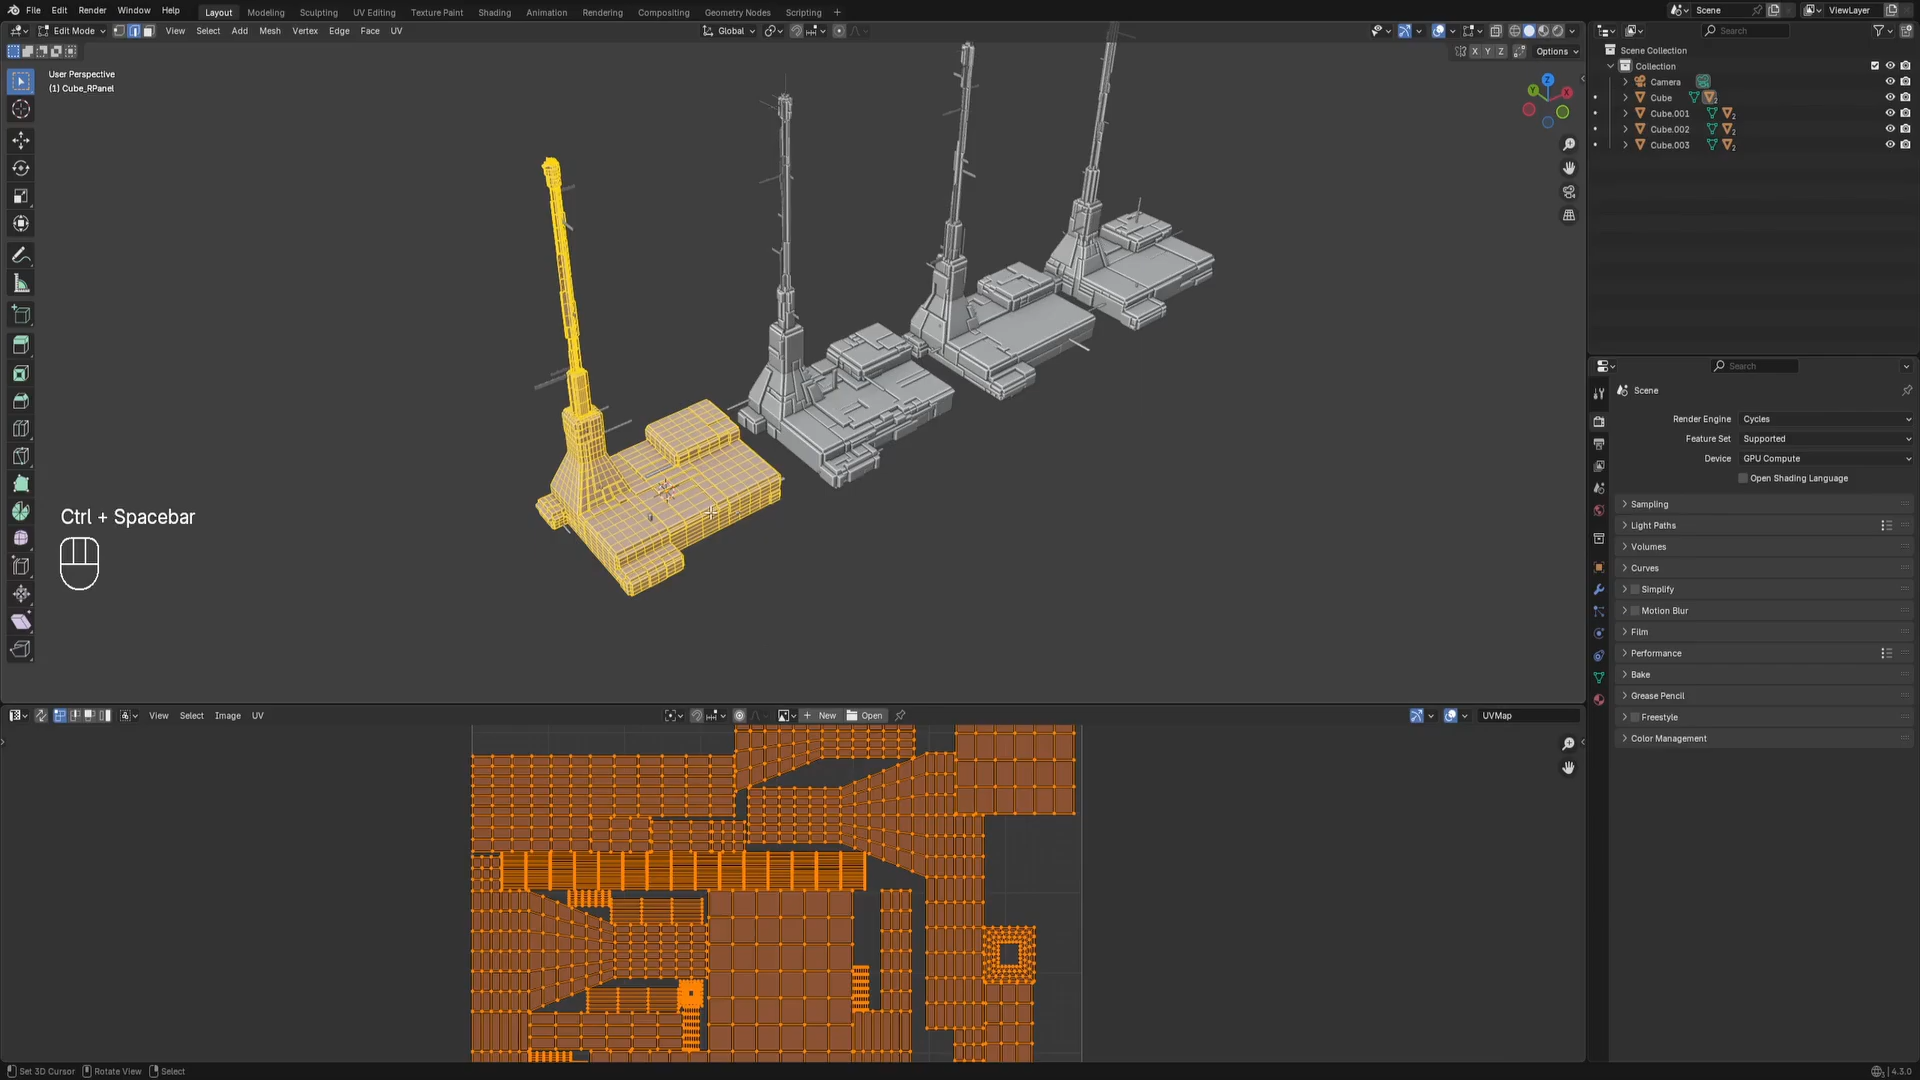 File Edit Render Window Help Layout Modeling Sculpting UV Editing Texture Paint Shading Animation Rendering Compositing Geometry Nodes Scripting + Scene ViewLayer
Edit Mode View Select Add Mesh Vertex Edge Face UV Global Search
X Y Z Options
User Perspective
(1) Cube_RPanel
Scene Collection
Collection
Camera
Cube
Cube.001
Cube.002
Cube.003
Z
Y
X
Search
Scene
Render Engine Cycles
Feature Set Supported
Device GPU Compute
Open Shading Language
Sampling
Light Paths
Volumes
Curves
Simplify
Motion Blur
Film
Performance
Bake
Grease Pencil
Freestyle
Color Management
Ctrl + Spacebar
View Select Image UV New Open UVMap
Set 3D Cursor Rotate View Select 4.3.0